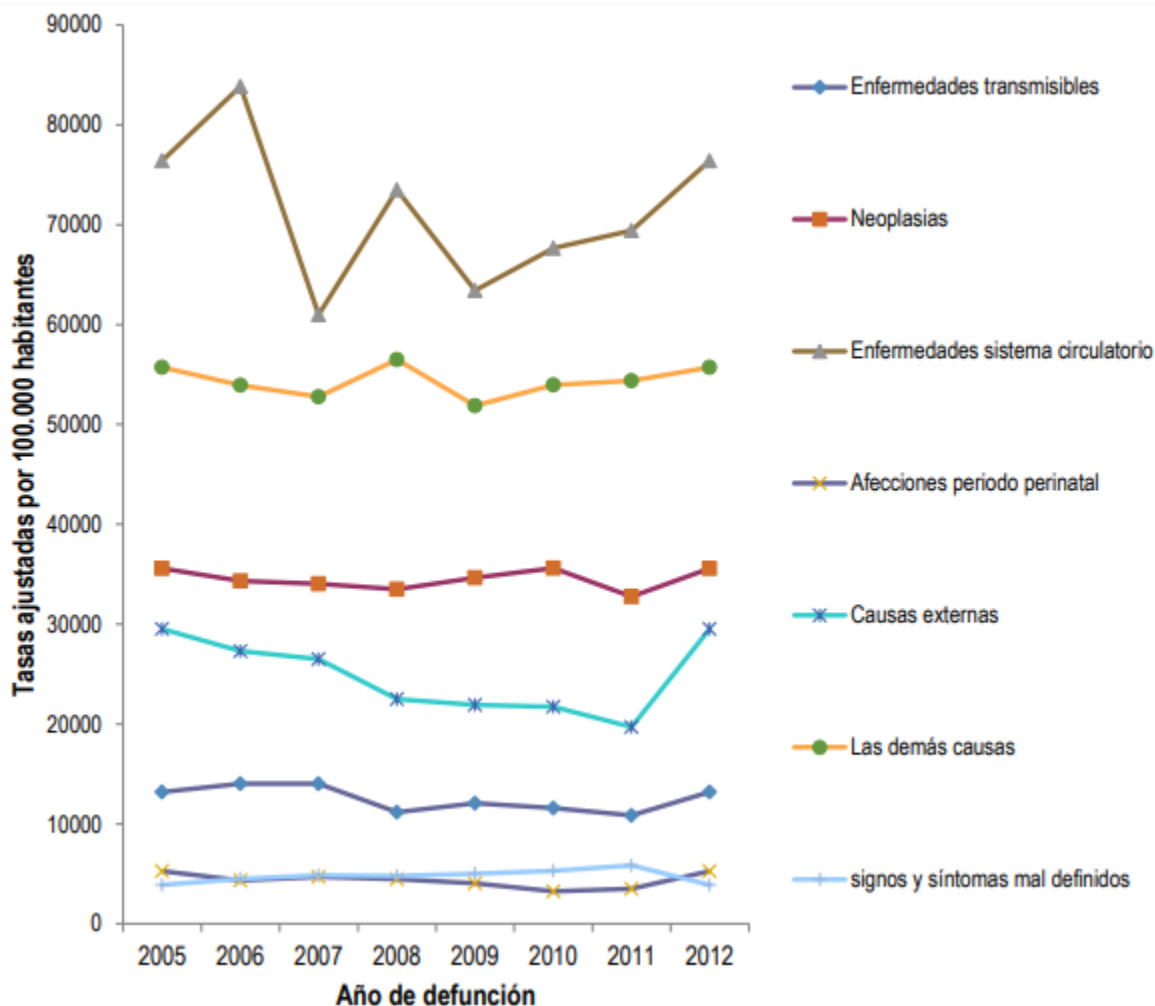 Tasas ajustadas por 100.000 habitantes
90000
80000
70000
60000
50000
40000
30000
20000
10000
0
2005 2006 2007 2008 2009 2010 2011 2012
Año de defunción
Enfermedades transmisibles
Neoplasias
Enfermedades sistema circulatorio
Afecciones periodo perinatal
Causas externas
Las demás causas
signos y síntomas mal definidos